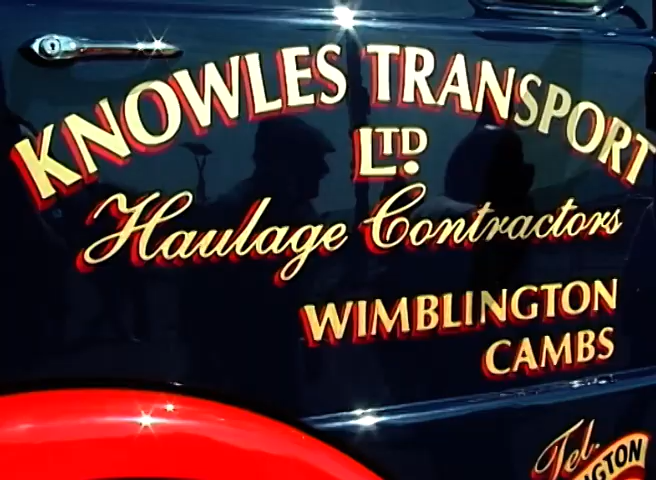 KNOWLES TRANSPORT
LTD.
Haulage Contractors
WIMBLINGTON
CAMBS
Tel.